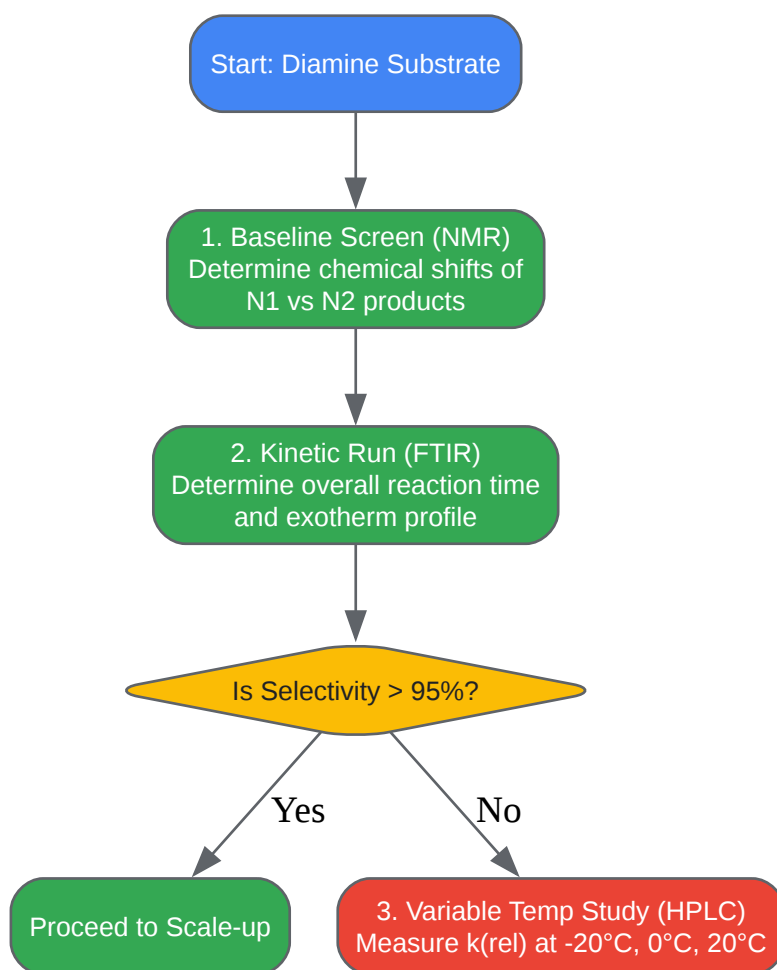 Start: Diamine Substrate
1. Baseline Screen (NMR)
Determine chemical shifts of
N1 vs N2 products
2. Kinetic Run (FTIR)
Determine overall reaction time
and exotherm profile
Is Selectivity > 95%?
Yes
No
Proceed to Scale-up
3. Variable Temp Study (HPLC)
Measure k(rel) at -20°C, 0°C, 20°C